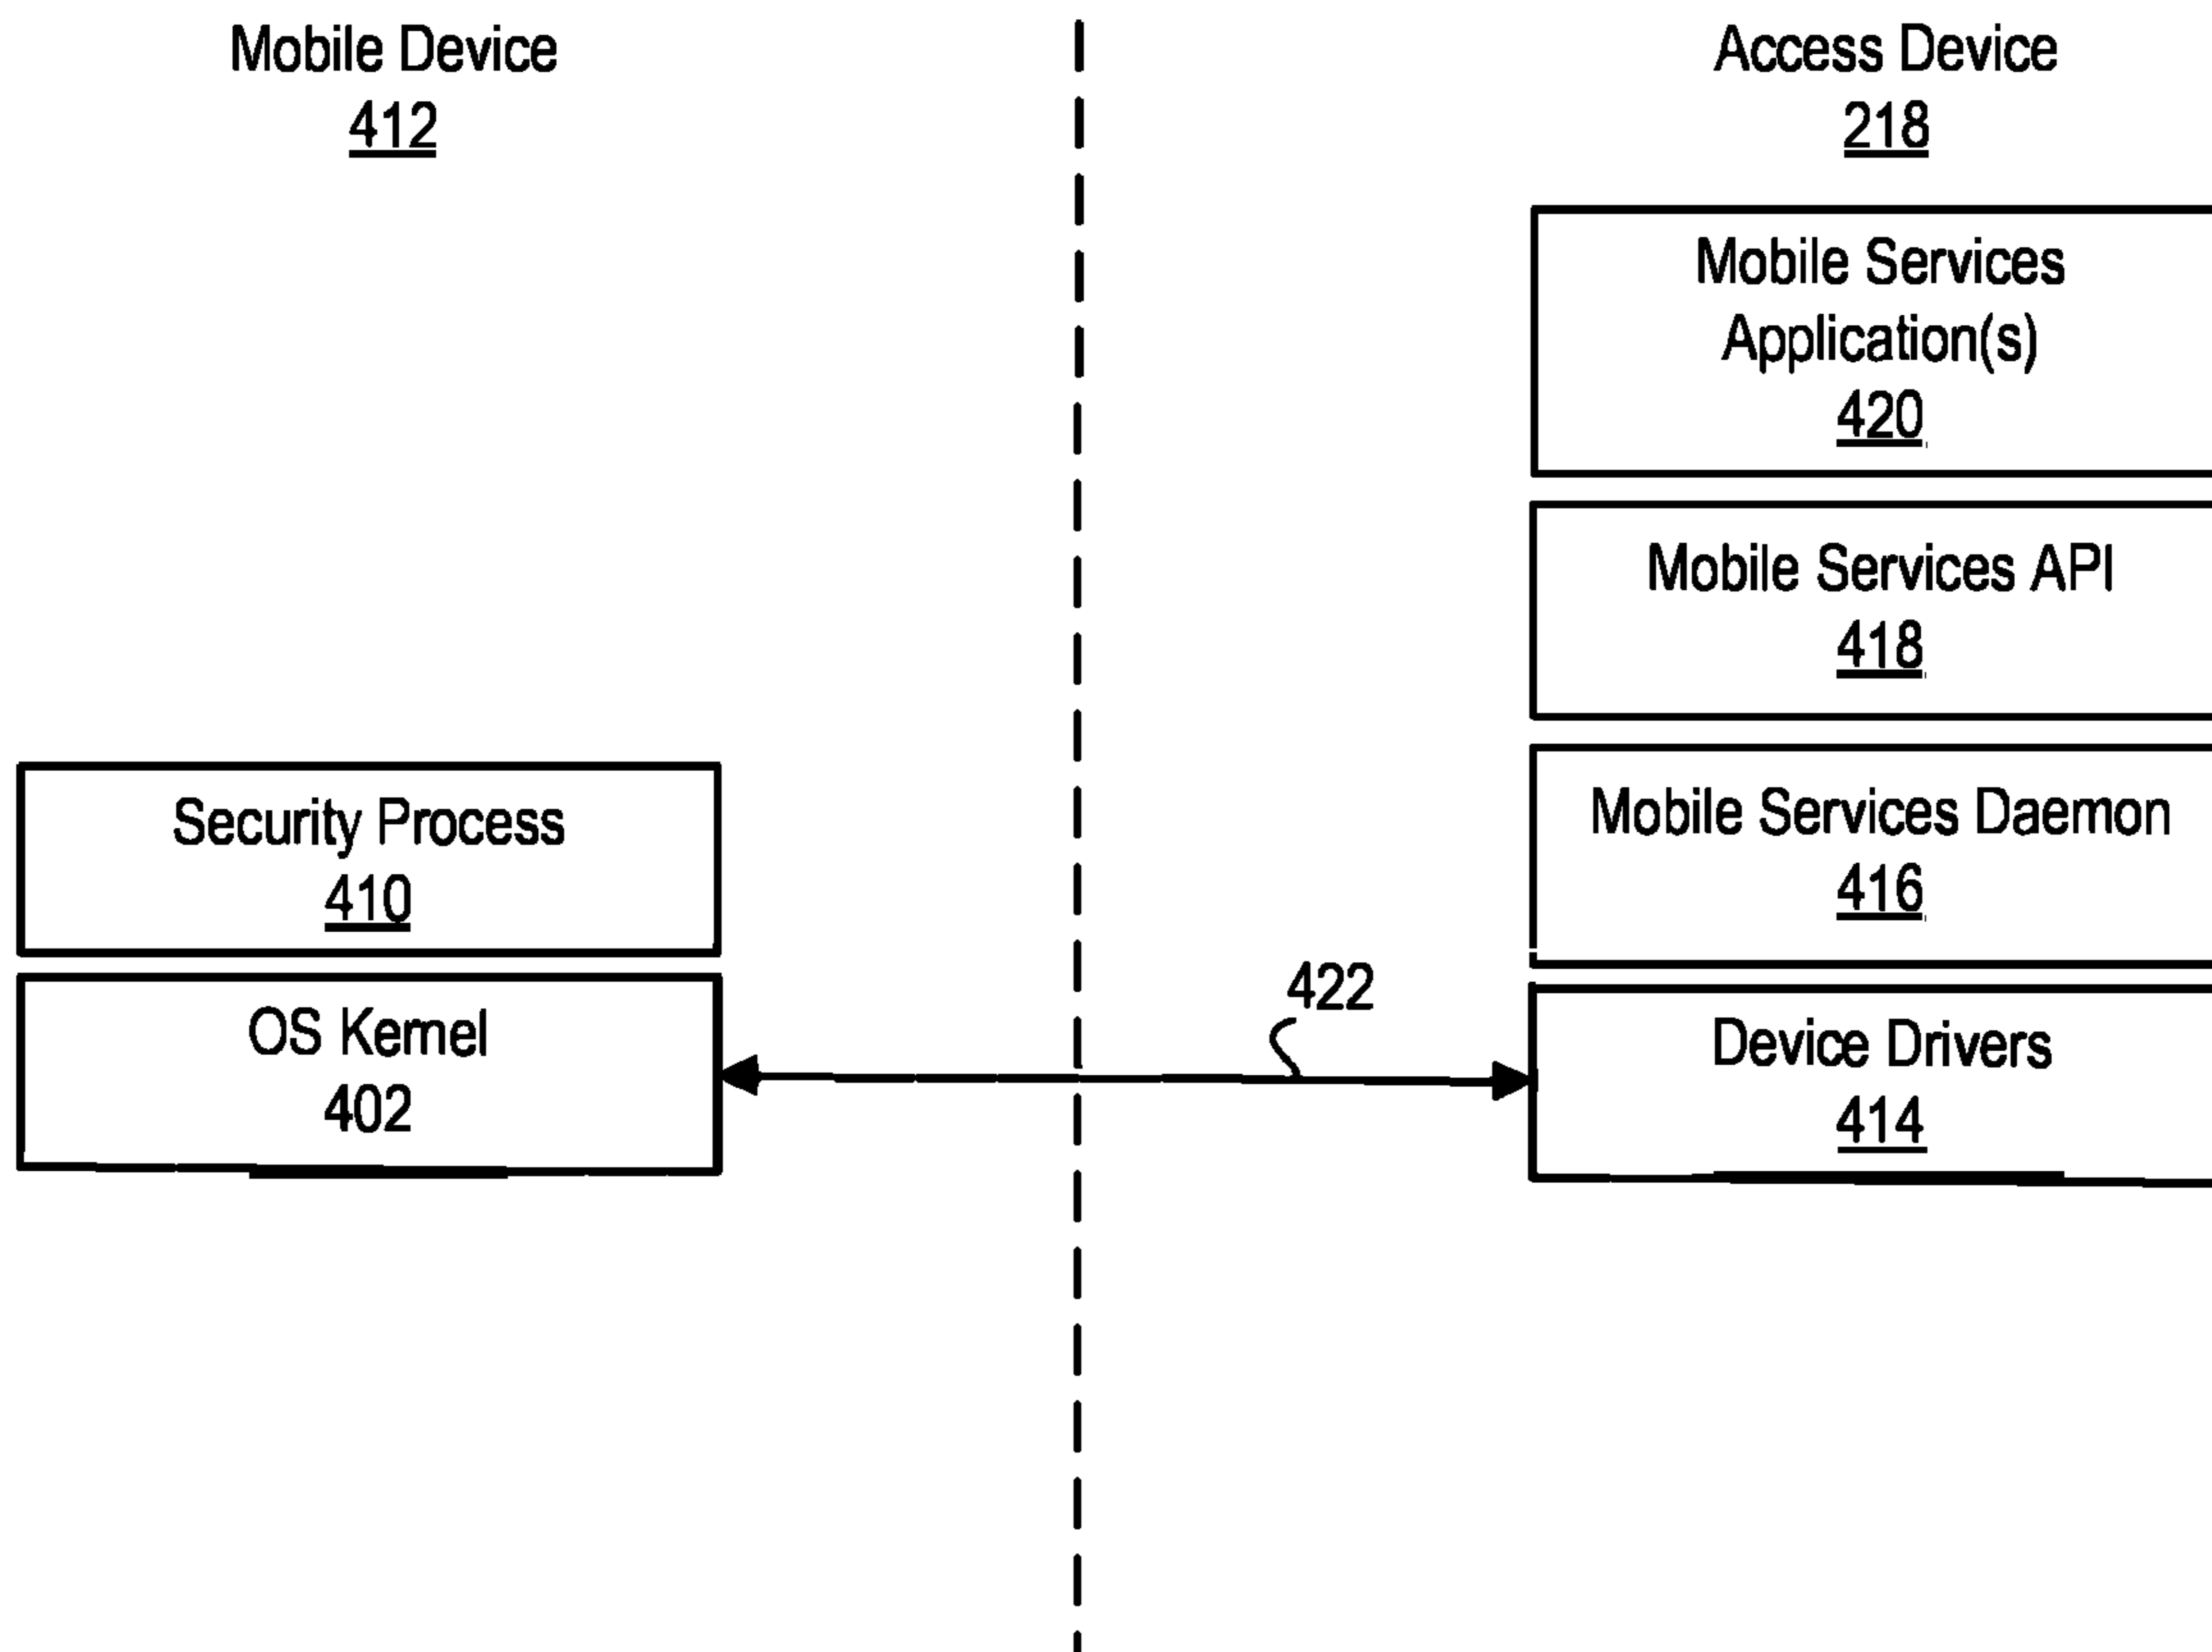 Mobile Device
412
Access Device
218
Mobile Services
Application(s)
420
Mobile Services API
418
Security Process
410
Mobile Services Daemon
416
OS Kernel
402
422
Device Drivers
414